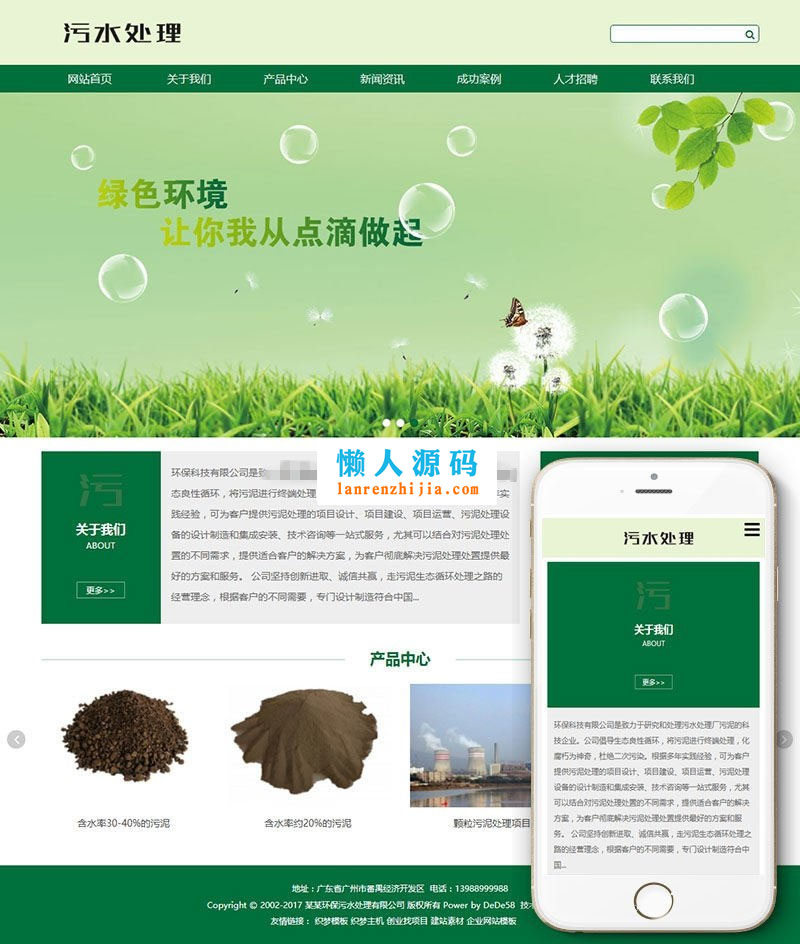 污水处理
网站首页 关于我们 产品中心 新闻资讯 成功案例 人才招聘 联系我们
绿色环境
让你我从点滴做起
污
关于我们
ABOUT
更多>>
环保科技有限公司是致
态良性循环，将污泥进行终端处理
实践经验，可为客户提供污泥处理的项目设计、项目建设、项目运营、污泥处理设
备的设计制造和集成安装、技术咨询等一站式服务，尤其可以结合对污泥处理处
置的不同需求，提供适合客户的解决方案，为客户彻底解决污泥处理处置提供最
好的方案和服务。 公司坚持创新进取、诚信共赢，走污泥生态循环处理之路的
经营理念，根据客户的不同需要，专门设计制造符合中国...
懒人源码
lanrenzhijia.com
产品中心
含水率30-40%的污泥
含水率约20%的污泥
颗粒污泥处理项目
地址：广东省广州市番禺经济开发区 电话：13988999988
Copyright © 2002-2017 某某环保污水处理有限公司 版权所有 Power by DeDe58 技
友情链接： 织梦模板 织梦主机 创业找项目 建站素材 企业网站模板
污水处理
污
关于我们
ABOUT
更多>>
环保科技有限公司是致力于研究和处理污水处理厂污泥的科
技企业。公司倡导生态良性循环，将污泥进行终端处理，化
腐朽为神奇，杜绝二次污染。根据多年实践经验，可为客户
提供污泥处理的项目设计、项目建设、项目运营、污泥处理
设备的设计制造和集成安装、技术咨询等一站式服务，尤其
可以结合对污泥处理处置的不同需求，提供适合客户的解决
方案，为客户彻底解决污泥处理处置提供最好的方案和服
务。 公司坚持创新进取、诚信共赢，走污泥生态循环处理之
路的经营理念，根据客户的不同需要，专门设计制造符合中
国...